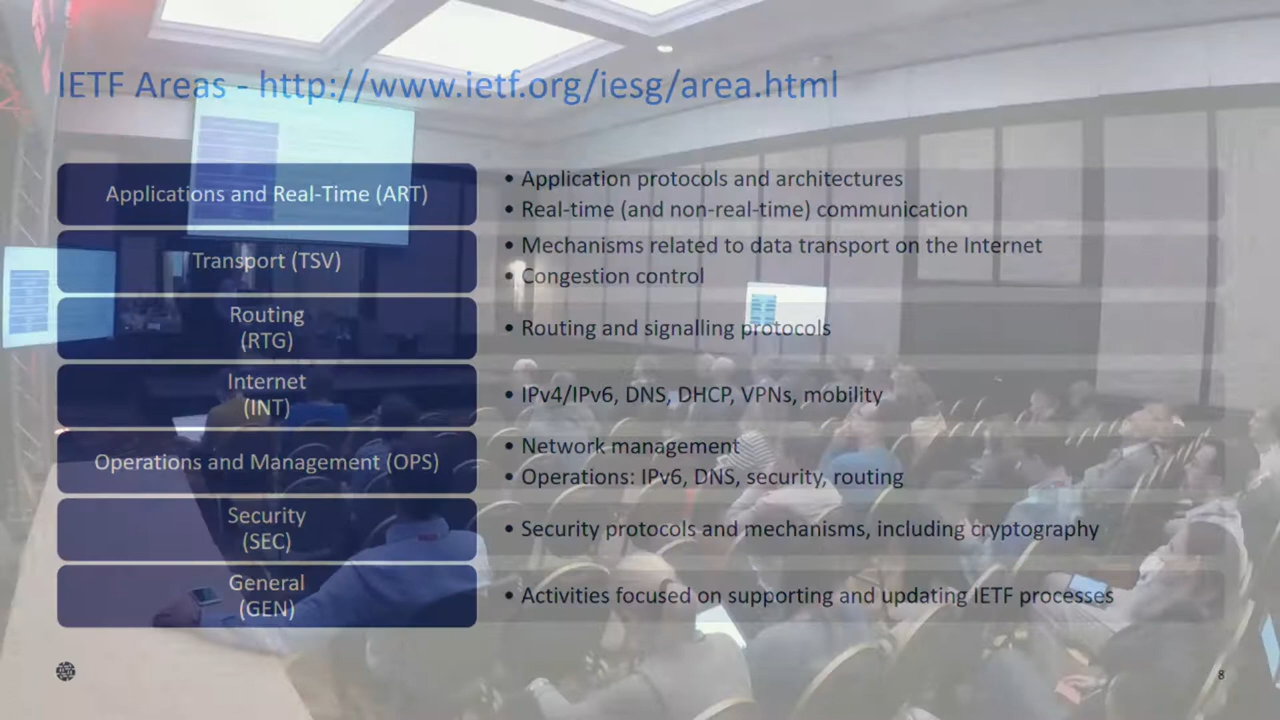 IETF Areas - http://www.ietf.org/iesg/area.html
Applications and Real-Time (ART)
• Application protocols and architectures
• Real-time (and non-real-time) communication
Transport (TSV)
• Mechanisms related to data transport on the Internet
• Congestion control
Routing
(RTG)
• Routing and signalling protocols
Internet
(INT)
• IPv4/IPv6, DNS, DHCP, VPNs, mobility
Operations and Management (OPS)
• Network management
• Operations: IPv6, DNS, security, routing
Security
(SEC)
• Security protocols and mechanisms, including cryptography
General
(GEN)
• Activities focused on supporting and updating IETF processes
8